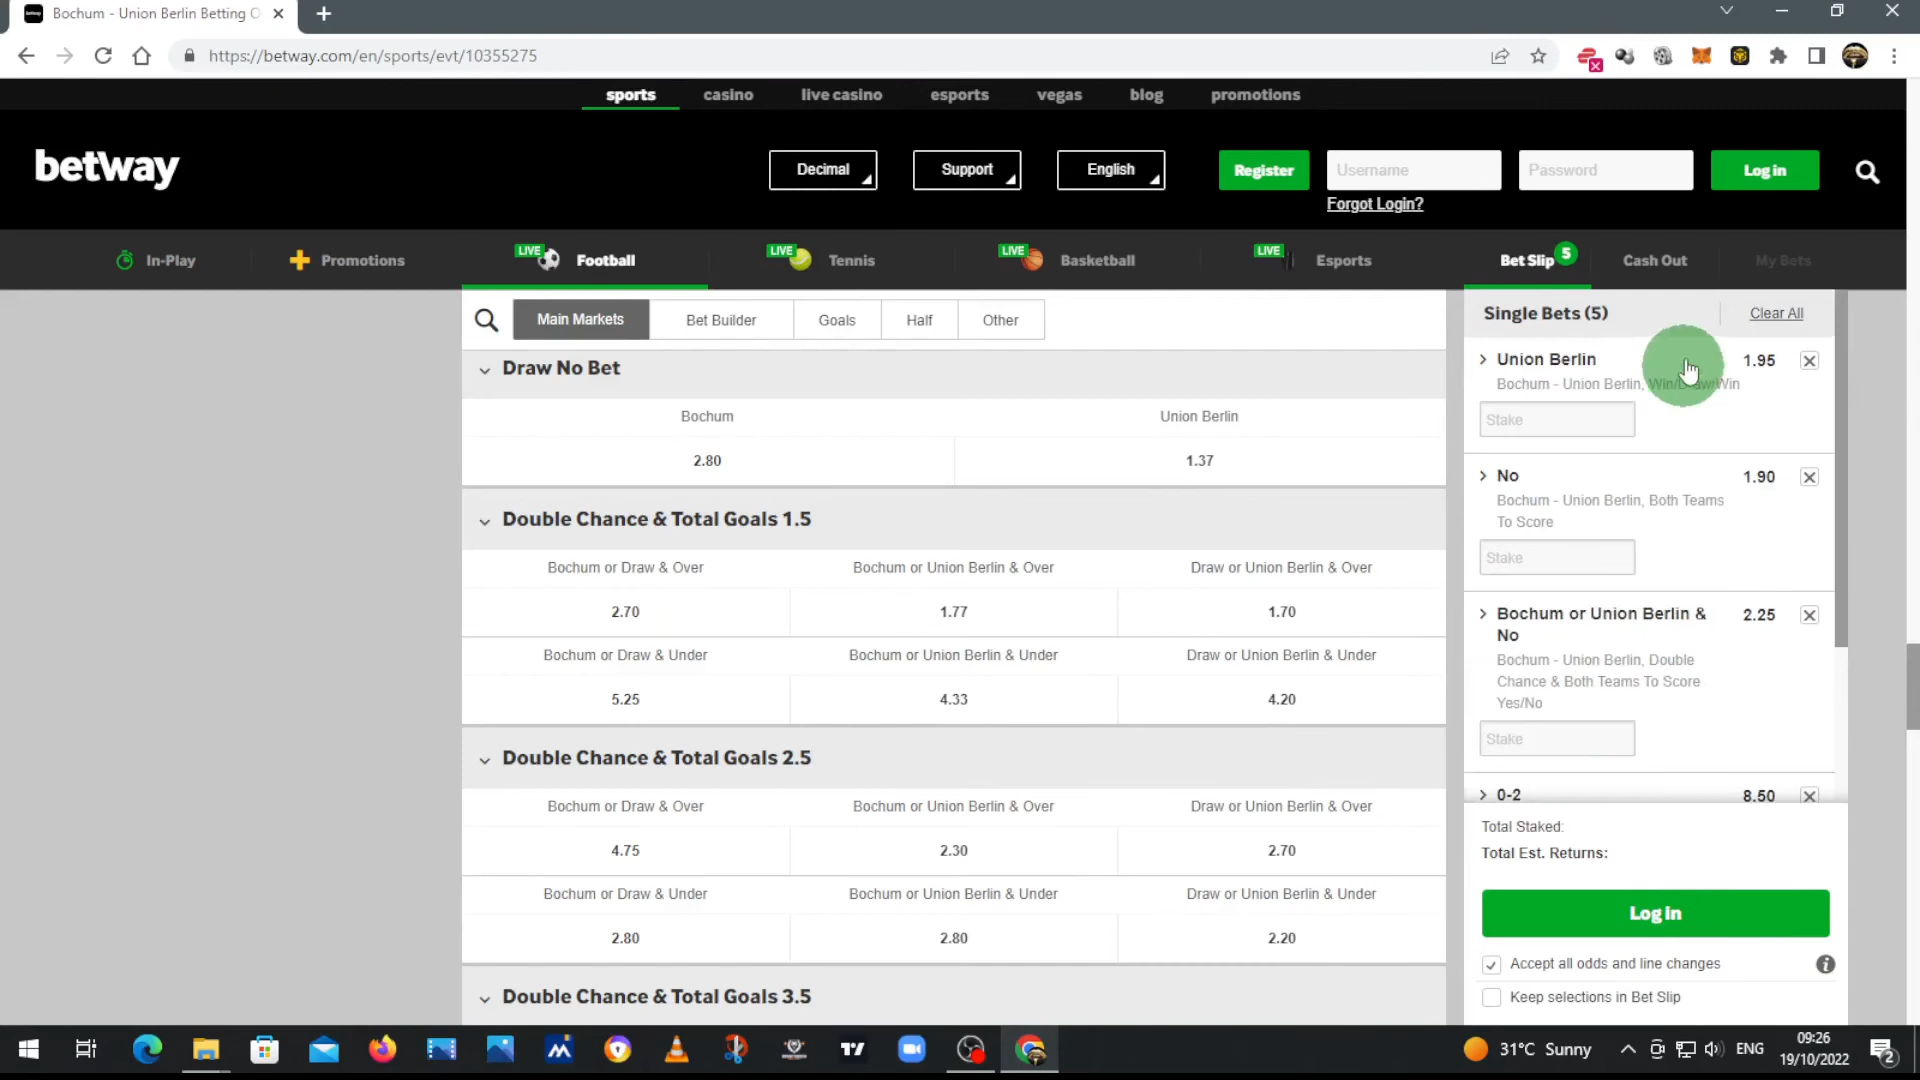 Bochum - Union Berlin Betting O
https://betway.com/en/sports/evt/10355275
sports casino live casino esports vegas blog promotions
betway
Decimal Support English Register Username Password Log in
Forgot Login?
In-Play Promotions LIVE Football LIVE Tennis LIVE Basketball LIVE Esports Bet Slip 5 Cash Out My Bets
Main Markets Bet Builder Goals Half Other
Draw No Bet
Bochum Union Berlin
2.80 1.37
Double Chance & Total Goals 1.5
Bochum or Draw & Over Bochum or Union Berlin & Over Draw or Union Berlin & Over
2.70 1.77 1.70
Bochum or Draw & Under Bochum or Union Berlin & Under Draw or Union Berlin & Under
5.25 4.33 4.20
Double Chance & Total Goals 2.5
Bochum or Draw & Over Bochum or Union Berlin & Over Draw or Union Berlin & Over
4.75 2.30 2.70
Bochum or Draw & Under Bochum or Union Berlin & Under Draw or Union Berlin & Under
2.80 2.80 2.20
Double Chance & Total Goals 3.5
Single Bets (5) Clear All
Union Berlin 1.95
Bochum - Union Berlin, Win/Draw/Win
Stake
No 1.90
Bochum - Union Berlin, Both Teams
To Score
Stake
Bochum or Union Berlin & 2.25
No
Bochum - Union Berlin, Double
Chance & Both Teams To Score
Yes/No
Stake
0-2 8.50
Total Staked:
Total Est. Returns:
Log in
Accept all odds and line changes
Keep selections in Bet Slip
31°C Sunny ENG 09:26
19/10/2022 2